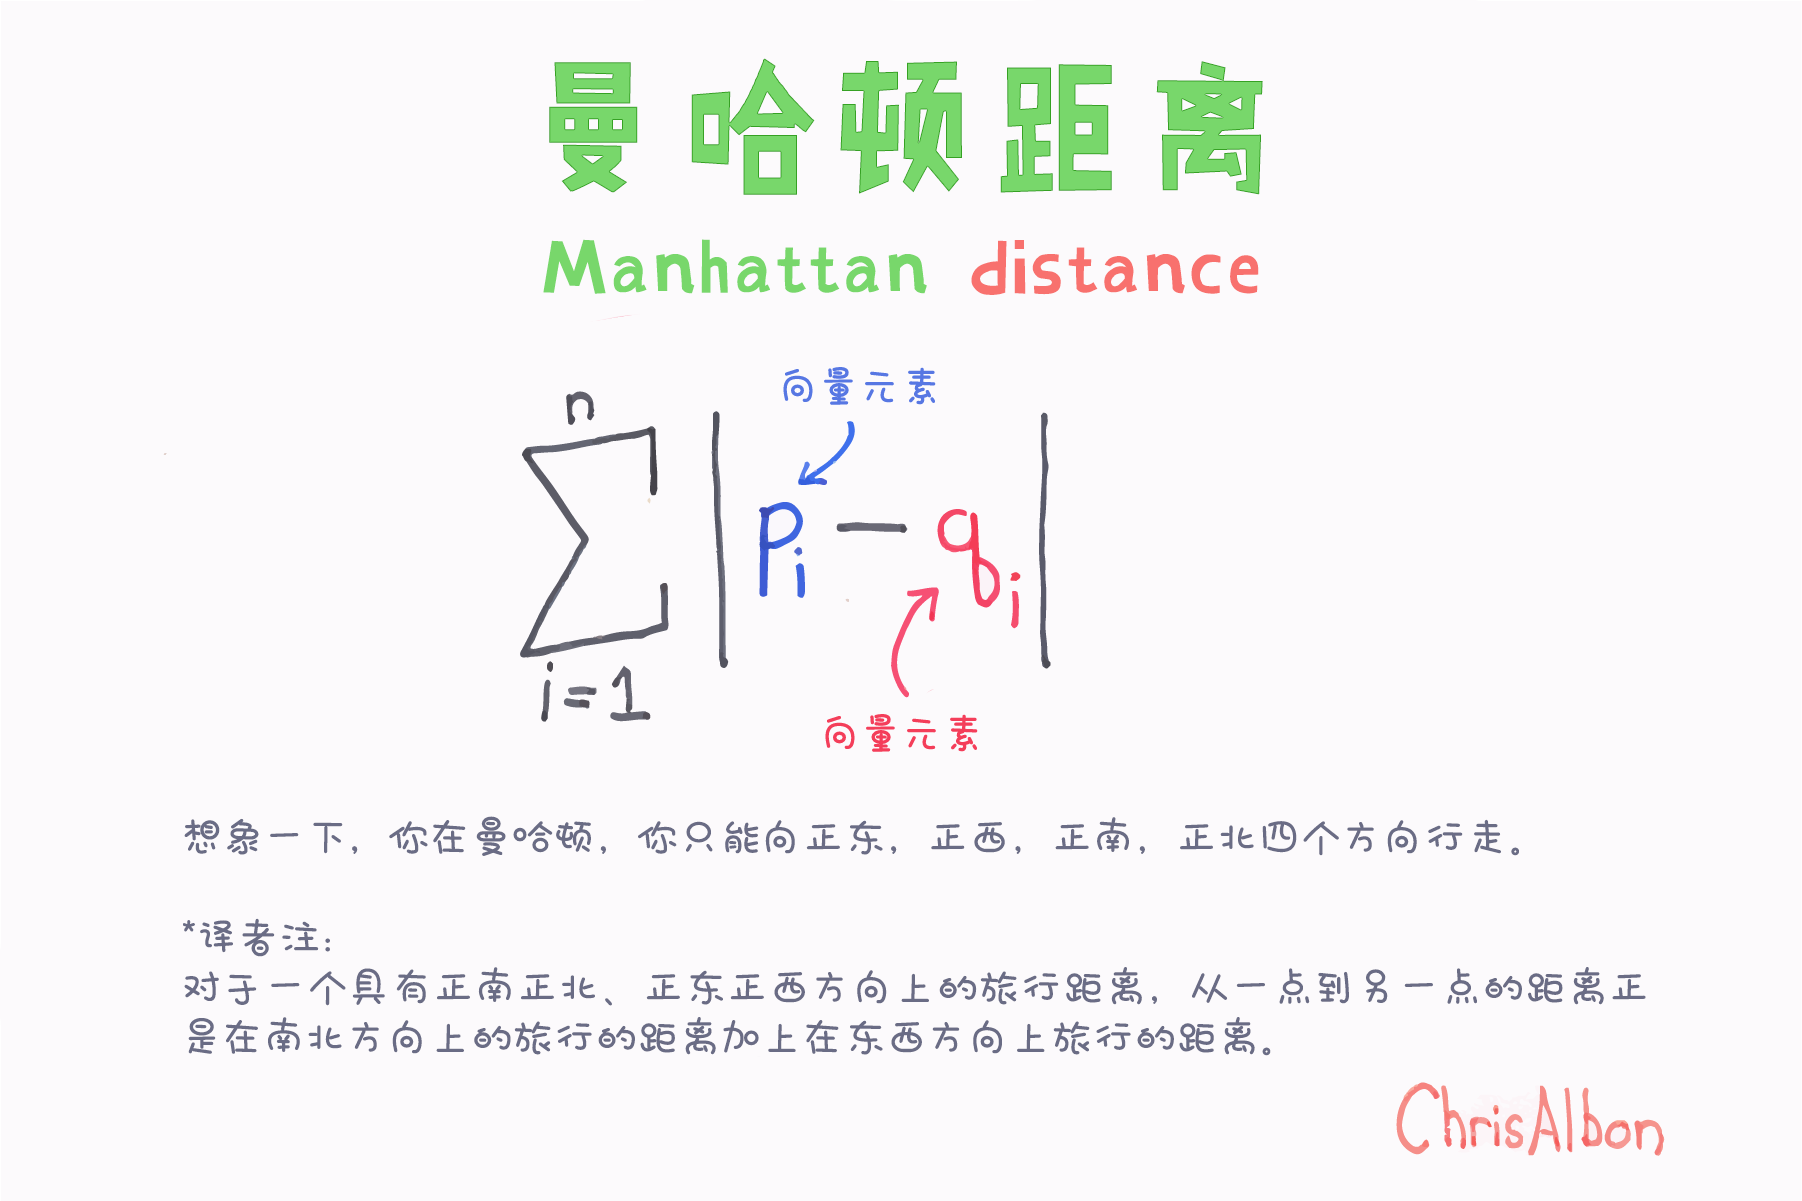 曼哈顿距离
Manhattan distance
向量元素
n
∑ | pi − qi |
i=1
向量元素
想象一下，你在曼哈顿，你只能向正东，正西，正南，正北四个方向行走。
*译者注：
对于一个具有正南正北、正东正西方向上的旅行距离，从一点到另一点的距离正
是在南北方向上的旅行的距离加上在东西方向上旅行的距离。
ChrisAlbon